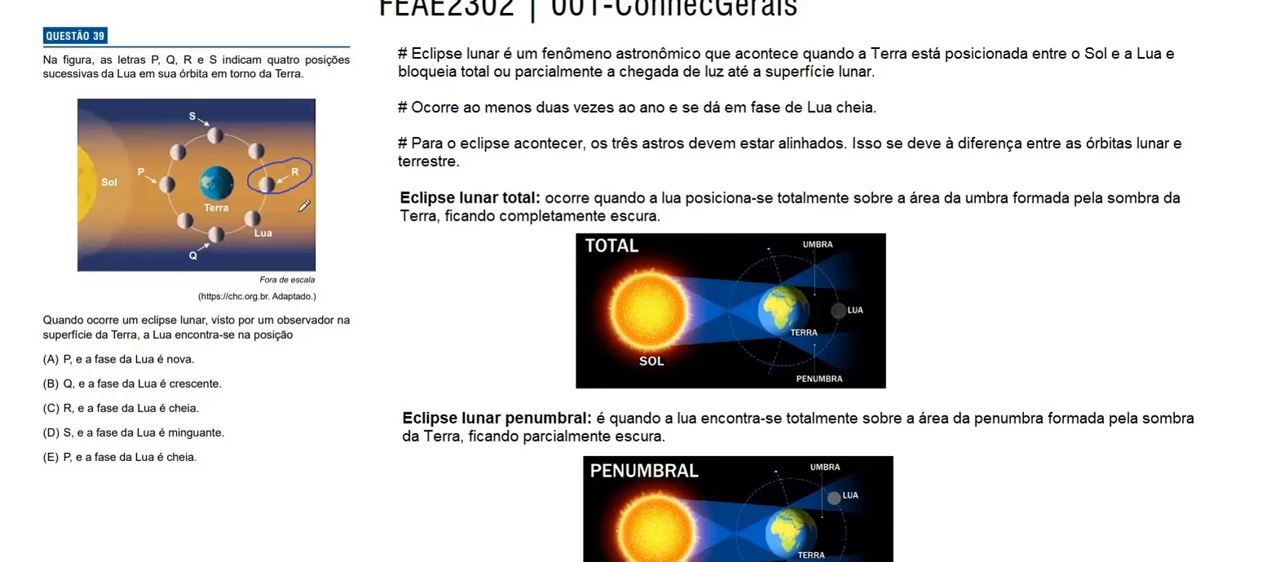 FEAE2302 | 001-ConhecGerais
QUESTÃO 39
Na figura, as letras P, Q, R e S indicam quatro posições
sucessivas da Lua em sua órbita em torno da Terra.
S
P
R
Sol
Terra
Lua
Q
Fora de escala
(https://chc.org.br. Adaptado.)
Quando ocorre um eclipse lunar, visto por um observador na
superfície da Terra, a Lua encontra-se na posição
(A) P, e a fase da Lua é nova.
(B) Q, e a fase da Lua é crescente.
(C) R, e a fase da Lua é cheia.
(D) S, e a fase da Lua é minguante.
(E) P, e a fase da Lua é cheia.
# Eclipse lunar é um fenômeno astronômico que acontece quando a Terra está posicionada entre o Sol e a Lua e
bloqueia total ou parcialmente a chegada de luz até a superfície lunar.
# Ocorre ao menos duas vezes ao ano e se dá em fase de Lua cheia.
# Para o eclipse acontecer, os três astros devem estar alinhados. Isso se deve à diferença entre as órbitas lunar e
terrestre.
Eclipse lunar total: ocorre quando a lua posiciona-se totalmente sobre a área da umbra formada pela sombra da
Terra, ficando completamente escura.
TOTAL
UMBRA
LUA
TERRA
SOL
PENUMBRA
Eclipse lunar penumbral: é quando a lua encontra-se totalmente sobre a área da penumbra formada pela sombra
da Terra, ficando parcialmente escura.
PENUMBRAL
UMBRA
LUA
TERRA